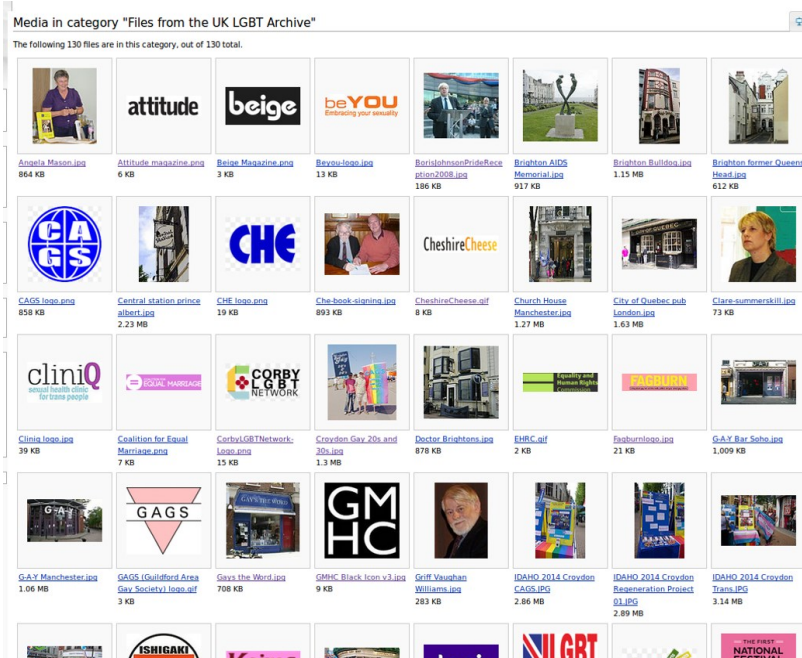 Media in category "Files from the UK LGBT Archive"
The following 130 files are in this category, out of 130 total.
attitude
beige
beYOU
Embracing your sexuality
Angela Mason.jpg
864 KB
Attitude magazine.png
6 KB
Beige Magazine.png
3 KB
Beyou-logo.jpg
13 KB
BorisJohnsonPrideRece
ption2008.jpg
186 KB
Brighton AIDS
Memorial.jpg
917 KB
Brighton Bulldog.jpg
1.15 MB
Brighton former Queens
Head.jpg
612 KB
CAGS
CHE
CheshireCheese
CAGS logo.png
858 KB
Central station prince
albert.jpg
2.23 MB
CHE logo.png
19 KB
Che-book-signing.jpg
893 KB
CheshireCheese.gif
8 KB
Church House
Manchester.jpg
1.27 MB
City of Quebec pub
London.jpg
1.63 MB
Clare-summerskill.jpg
73 KB
cliniQ
sexual health clinic
for trans people
EQUAL MARRIAGE
CORBY
LGBT
NETWORK
Equality and
Human Rights
Commission
FAGBURN
Cliniq logo.jpg
39 KB
Coalition for Equal
Marriage.png
7 KB
CorbyLGBTNetwork-
Logo.png
15 KB
Croydon Gay 20s and
30s.jpg
1.3 MB
Doctor Brightons.jpg
878 KB
EHRC.gif
2 KB
Fagburnlogo.jpg
21 KB
G-A-Y Bar Soho.jpg
1,009 KB
G-A-Y
GAGS
GAY'S THE WORD
GM
HC
G-A-Y Manchester.jpg
1.06 MB
GAGS (Guildford Area
Gay Society) logo.gif
3 KB
Gays the Word.jpg
708 KB
GMHC Black Icon v3.jpg
9 KB
Griff Vaughan
Williams.jpg
283 KB
IDAHO 2014 Croydon
CAGS.JPG
2.86 MB
IDAHO 2014 Croydon
Regeneration Project
01.JPG
2.89 MB
IDAHO 2014 Croydon
Trans.JPG
3.14 MB
ISHIGAKI
LGBT
THE FIRST
NATIONAL